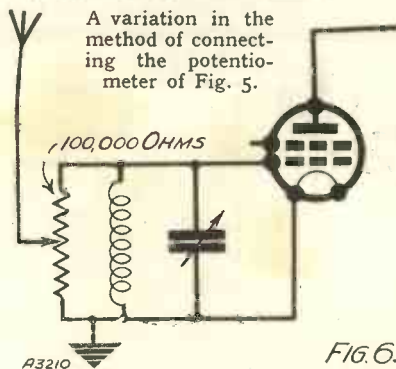 A variation in the
method of connect-
ing the potentio-
meter of Fig. 5.
100,000 OHMS
A3210
FIG. 6.